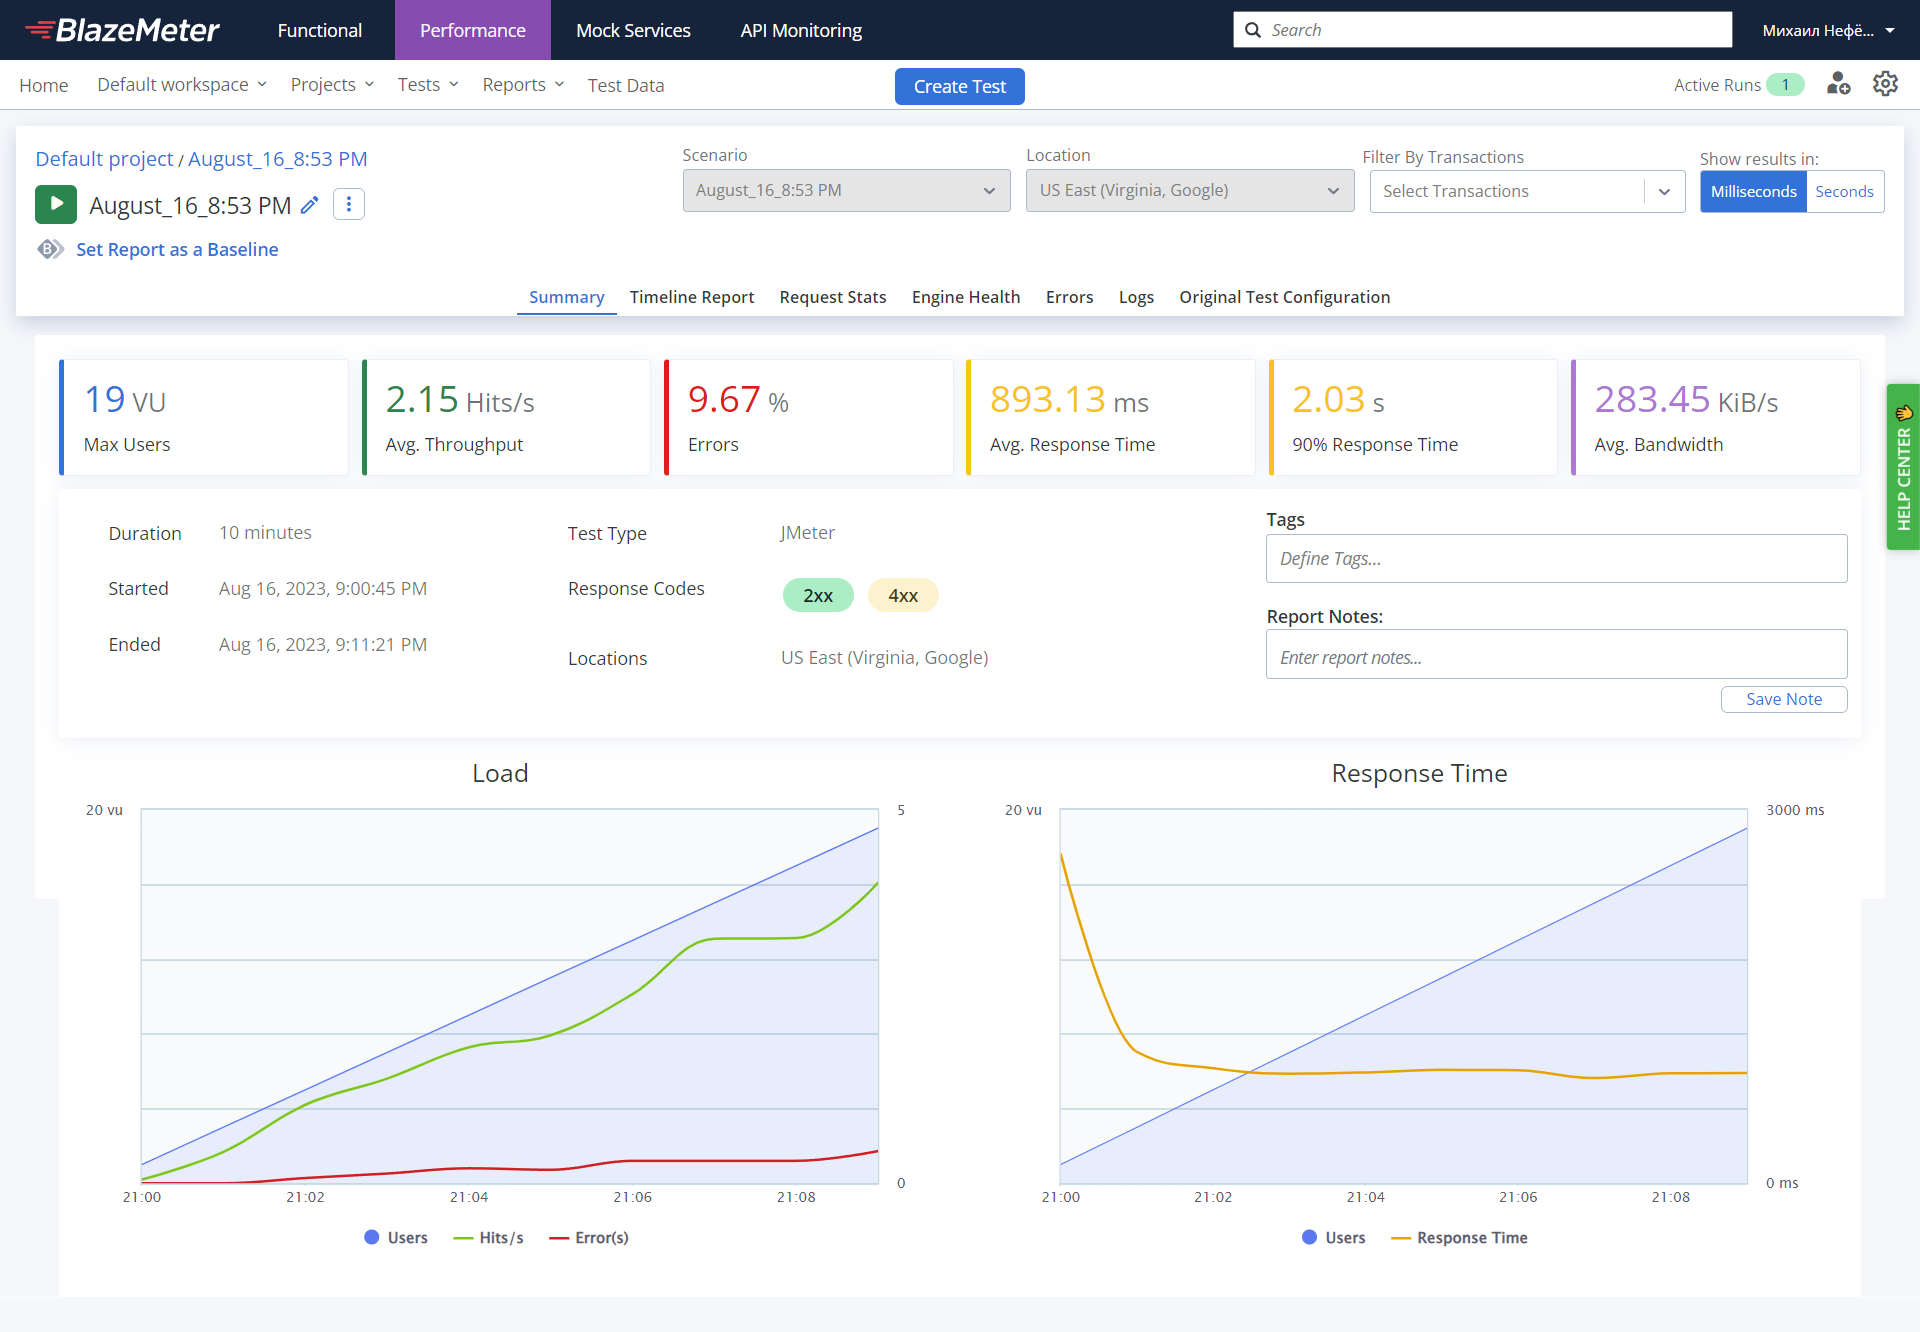 BlazeMeter Functional Performance Mock Services API Monitoring Search Михаил Нефё...
Home Default workspace Projects Tests Reports Test Data Create Test Active Runs 1
Default project / August_16_8:53 PM
August_16_8:53 PM
B
Set Report as a Baseline
Scenario
August_16_8:53 PM
Location
US East (Virginia, Google)
Filter By Transactions
Select Transactions
Show results in:
Milliseconds Seconds
Summary Timeline Report Request Stats Engine Health Errors Logs Original Test Configuration
19 VU
Max Users
2.15 Hits/s
Avg. Throughput
9.67 %
Errors
893.13 ms
Avg. Response Time
2.03 s
90% Response Time
283.45 KiB/s
Avg. Bandwidth
HELP CENTER
Duration 10 minutes
Started Aug 16, 2023, 9:00:45 PM
Ended Aug 16, 2023, 9:11:21 PM
Test Type JMeter
Response Codes 2xx 4xx
Locations US East (Virginia, Google)
Tags
Define Tags...
Report Notes:
Enter report notes...
Save Note
Load
20 vu 5
0
21:00 21:02 21:04 21:06 21:08
Users Hits/s Error(s)
Response Time
20 vu 3000 ms
0 ms
21:00 21:02 21:04 21:06 21:08
Users Response Time